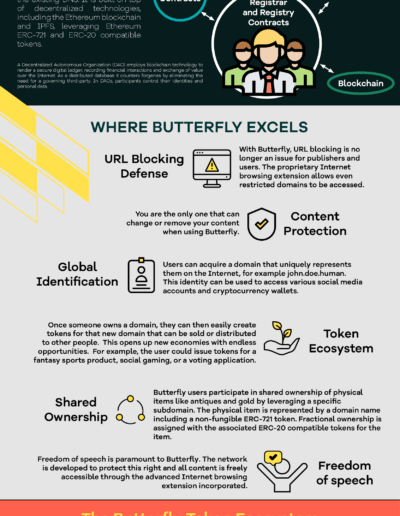 the existing DNS. It is built on top
of decentralized technologies,
including the Ethereum blockchain
and IPFS, leveraging Ethereum
ERC-721 and ERC-20 compatible
tokens.
Contracts
Registrar
and Registry
Contracts
Blockchain
A Decentralized Autonomous Organization (DAO) employs blockchain technology to
render a secure digital ledger, recording financial interactions and exchange of value
over the Internet. As a distributed database it counters forgeries by eliminating the
need for a governing third-party. In DAOs, participants control their identities and
personal data.
WHERE BUTTERFLY EXCELS
URL Blocking
Defense
With Butterfly, URL blocking is no
longer an issue for publishers and
users. The proprietary Internet
browsing extension allows even
restricted domains to be accessed.
You are the only one that can
change or remove your content
when using Butterfly.
Content
Protection
Global
Identification
Users can acquire a domain that uniquely represents
them on the Internet, for example john.doe.human.
This identity can be used to access various social media
accounts and cryptocurrency wallets.
Once someone owns a domain, they can then easily create
tokens for that new domain that can be sold or distributed
to other people. This opens up new economies with endless
opportunities. For example, the user could issue tokens for a
fantasy sports product, social gaming, or a voting application.
Token
Ecosystem
Shared
Ownership
Butterfly users participate in shared ownership of physical
items like antiques and gold by leveraging a specific
subdomain. The physical item is represented by a domain name
including a non-fungible ERC-721 token. Fractional ownership is
assigned with the associated ERC-20 compatible tokens for the
item.
Freedom of speech is paramount to Butterfly. The network
is developed to protect this right and all content is freely
accessible through the advanced Internet browsing
extension incorporated.
Freedom
of speech
The Butterfly Token Ecosystem